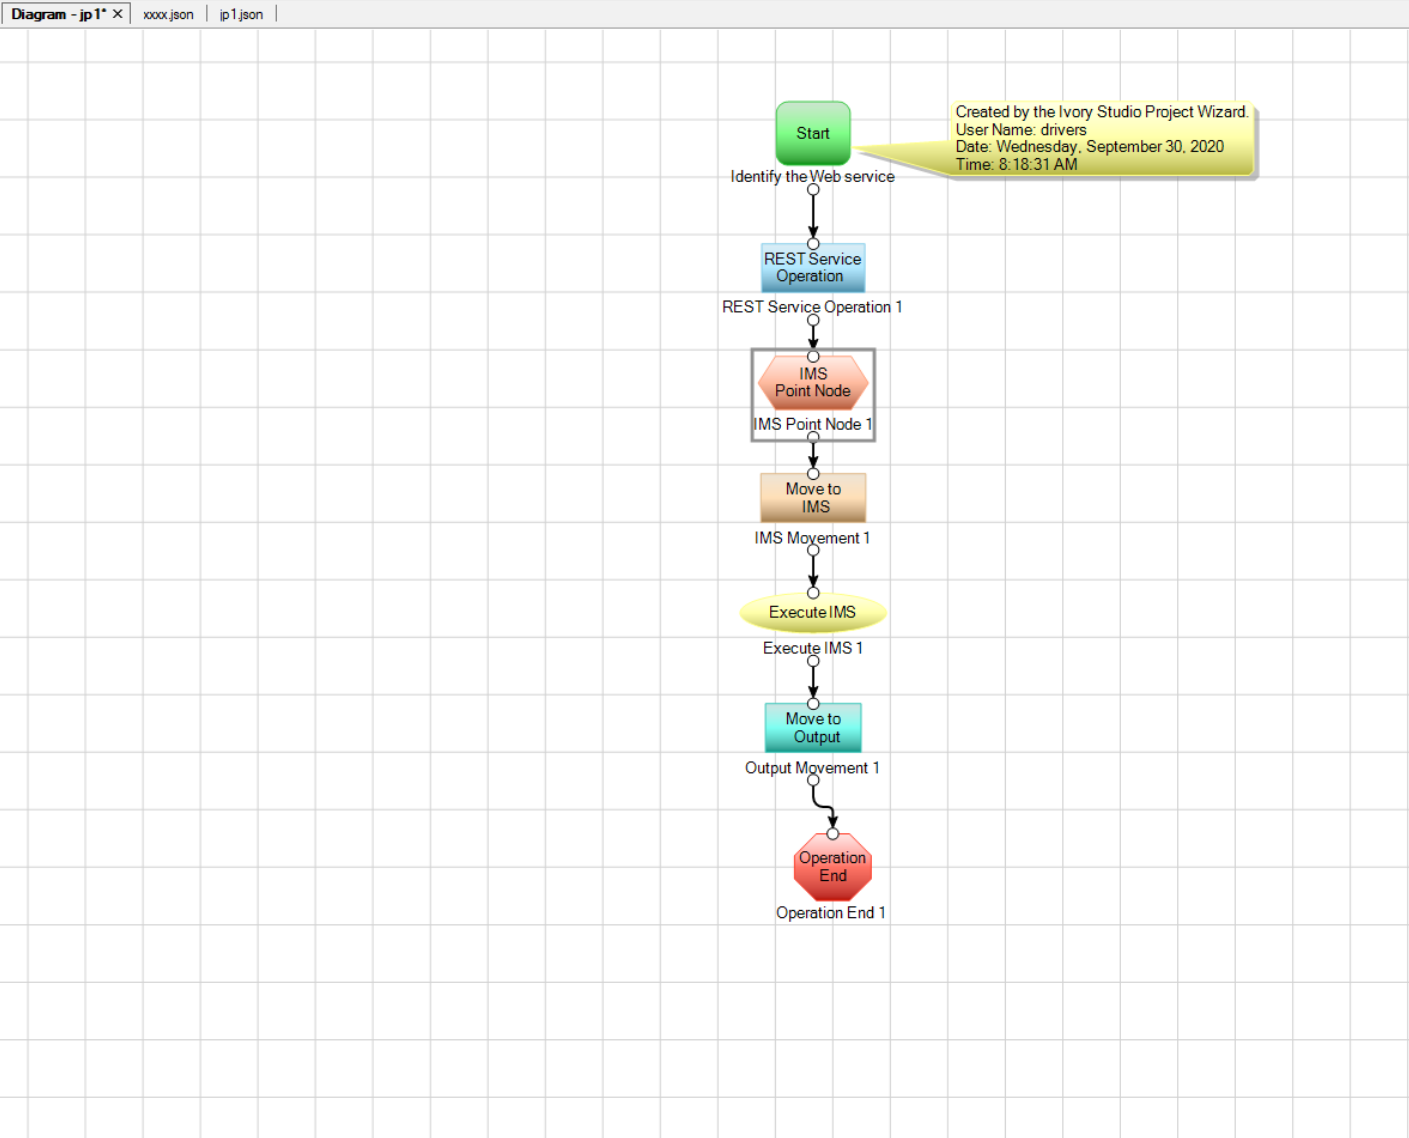 Diagram - jp1* × xxxx.json jp1.json
Start
Created by the Ivory Studio Project Wizard.
User Name: drivers
Date: Wednesday, September 30, 2020
Time: 8:18:31 AM
Identify the Web service
REST Service
Operation
REST Service Operation 1
IMS
Point Node
IMS Point Node 1
Move to
IMS
IMS Movement 1
Execute IMS
Execute IMS 1
Move to
Output
Output Movement 1
Operation
End
Operation End 1